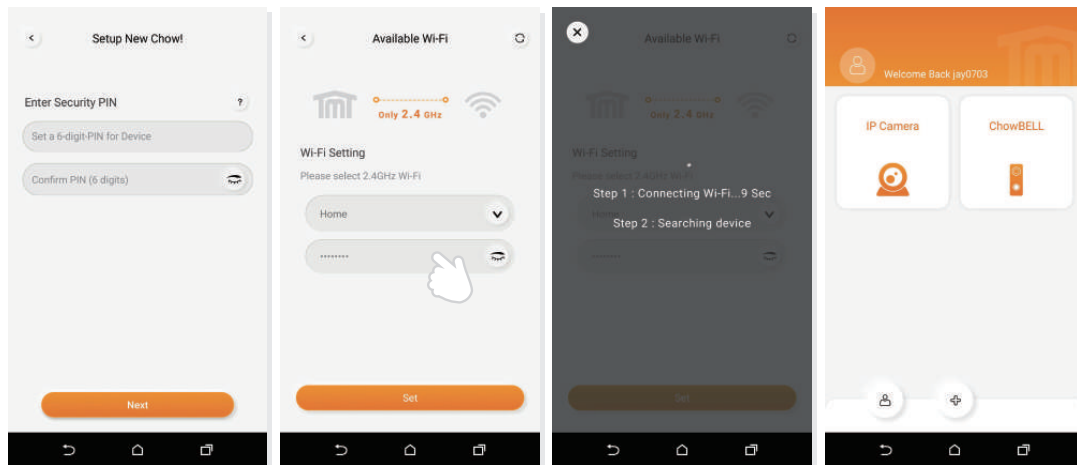 Setup New Chow!
Enter Security PIN
?
Set a 6-digit-PIN for Device
Confirm PIN (6 digits)
Next
Available Wi-Fi
Only 2.4 GHz
Wi-Fi Setting
Please select 2.4GHz Wi-Fi
Home
••••••••
Set
Available Wi-Fi
Only 2.4 GHz
Wi-Fi Setting
Please select 2.4GHz Wi-Fi
Step 1 : Connecting Wi-Fi...9 Sec
Home
Step 2 : Searching device
Set
Welcome Back jay0703
IP Camera
ChowBELL